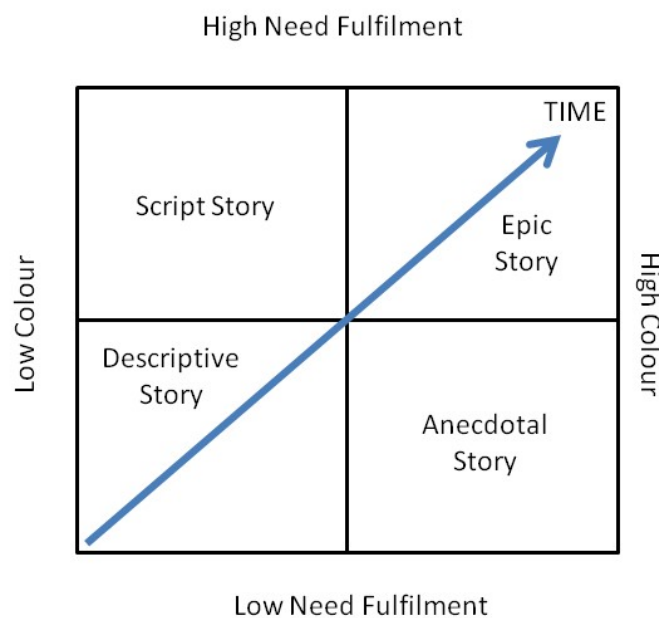 High Need Fulfilment
TIME
Script Story
Epic
Story
Low Colour
High Colour
Descriptive
Story
Anecdotal
Story
Low Need Fulfilment